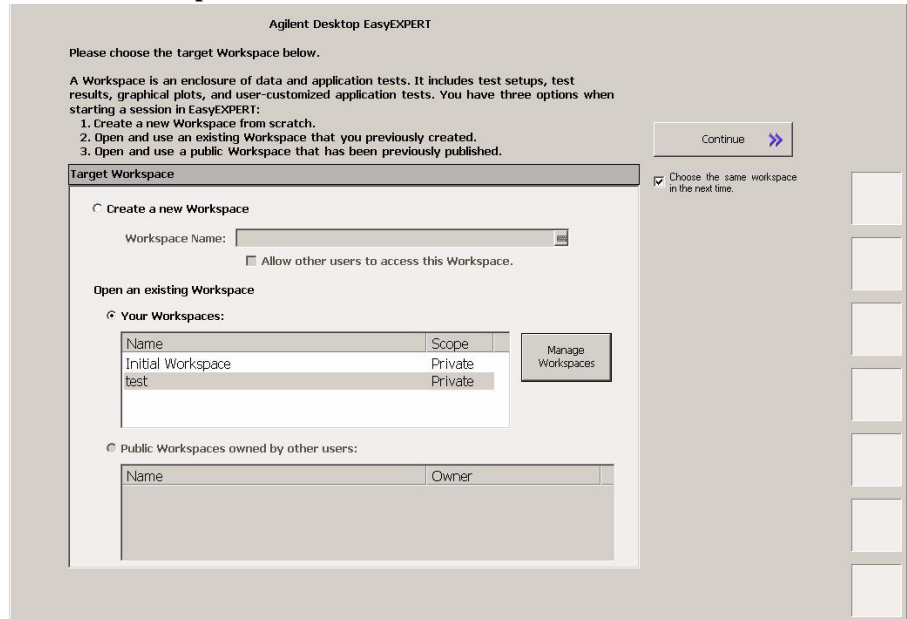 Agilent Desktop EasyEXPERT
Please choose the target Workspace below.
A Workspace is an enclosure of data and application tests. It includes test setups, test
results, graphical plots, and user-customized application tests. You have three options when
starting a session in EasyEXPERT:
1. Create a new Workspace from scratch.
2. Open and use an existing Workspace that you previously created.
3. Open and use a public Workspace that has been previously published.
Continue
Choose the same workspace
in the next time.
Target Workspace
Create a new Workspace
Workspace Name:
Allow other users to access this Workspace.
Open an existing Workspace
Your Workspaces:
Name Scope
Initial Workspace Private
test Private
Manage
Workspaces
Public Workspaces owned by other users:
Name Owner